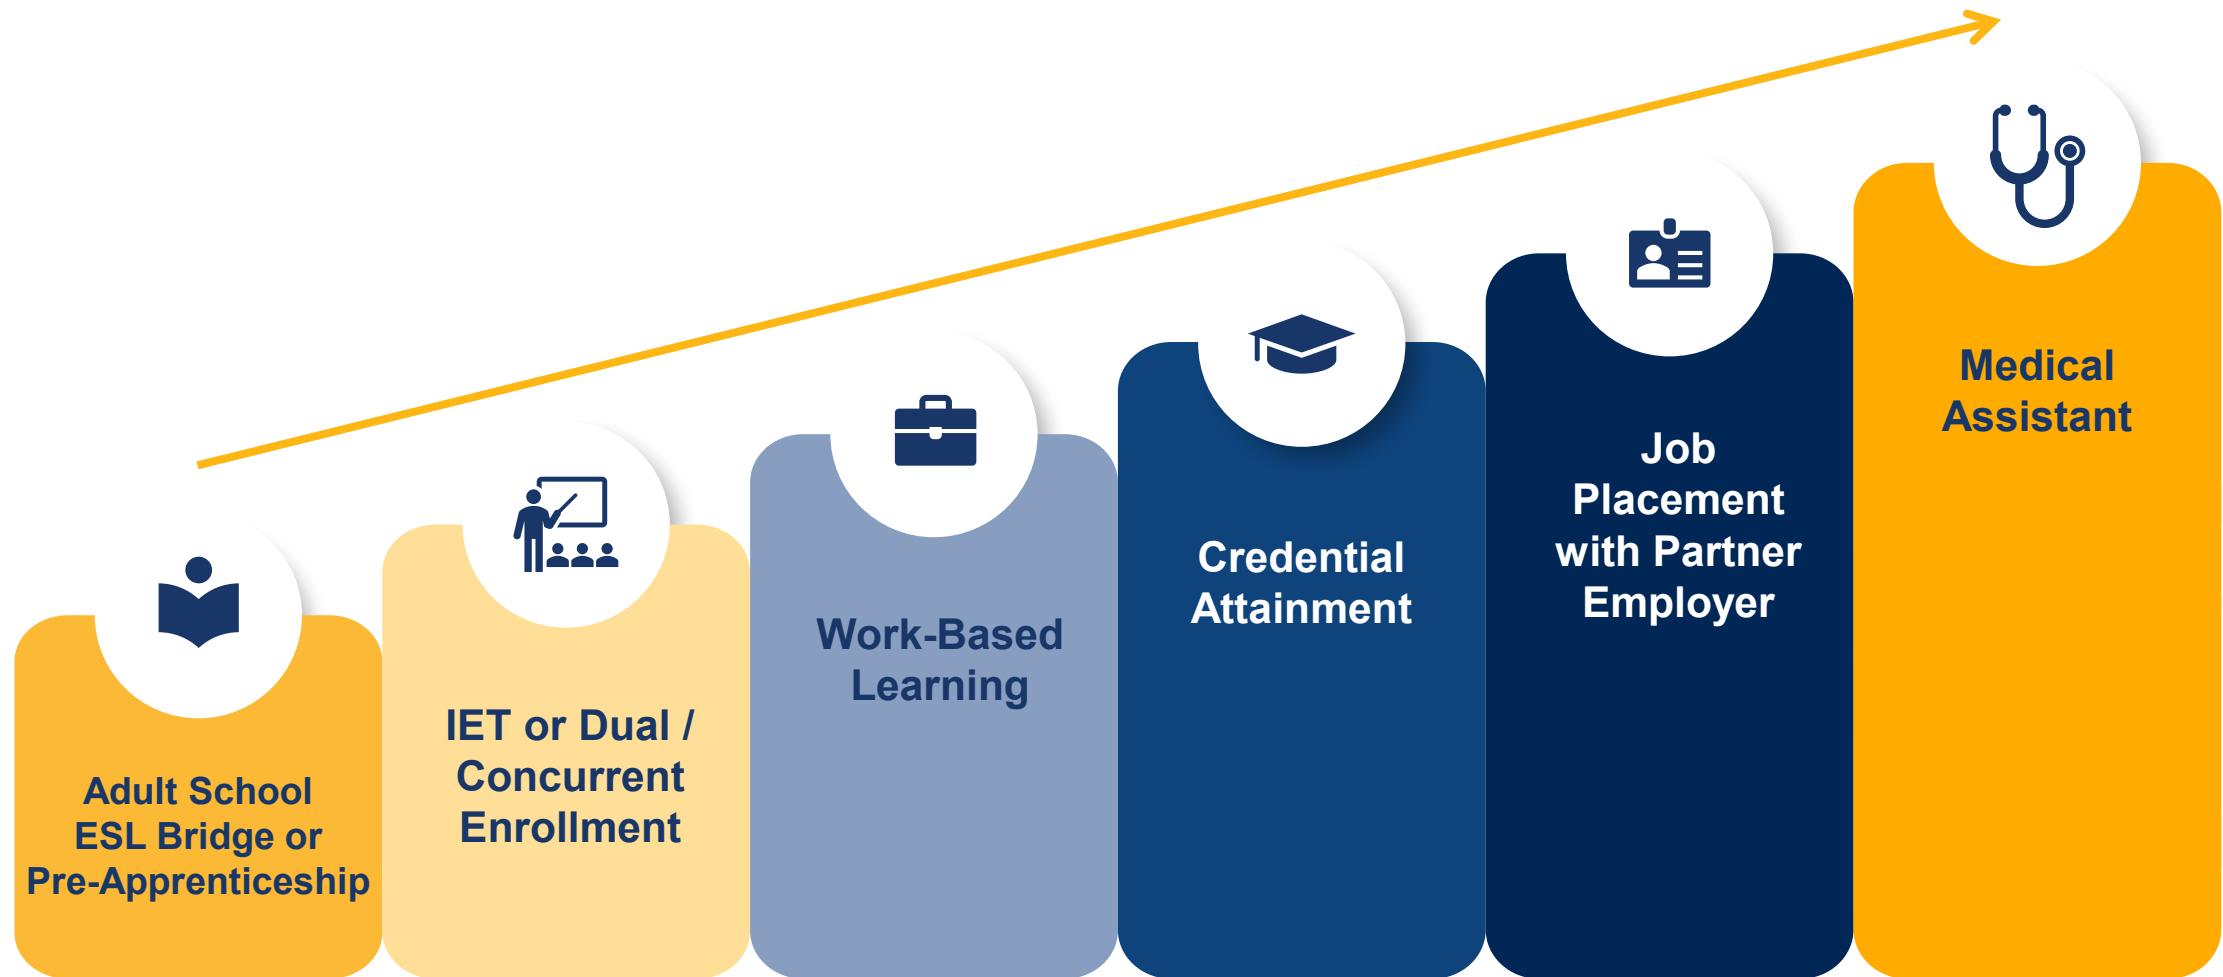 Adult School
ESL Bridge or
Pre-Apprenticeship
IET or Dual /
Concurrent
Enrollment
Work-Based
Learning
Credential
Attainment
Job
Placement
with Partner
Employer
Medical
Assistant